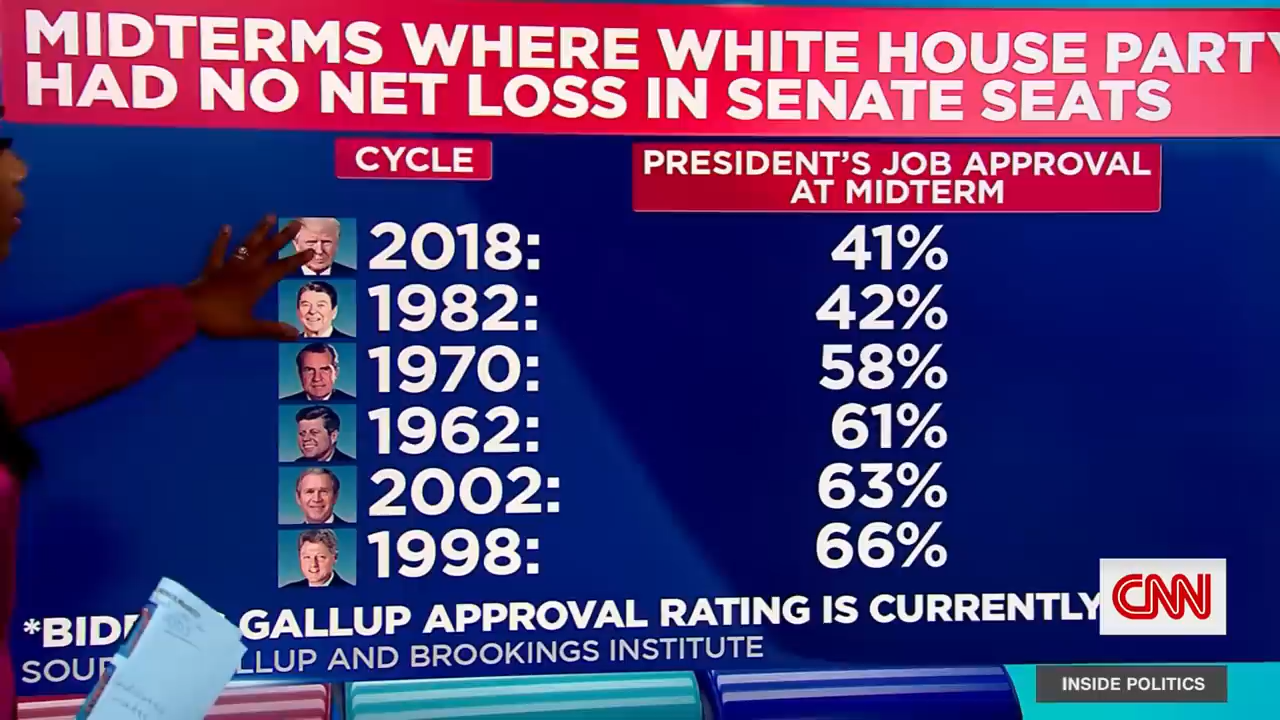 MIDTERMS WHERE WHITE HOUSE PARTY
HAD NO NET LOSS IN SENATE SEATS
CYCLE
PRESIDENT'S JOB APPROVAL
AT MIDTERM
2018: 41%
1982: 42%
1970: 58%
1962: 61%
2002: 63%
1998: 66%
GALLUP APPROVAL RATING IS CURRENTLY
AND BROOKINGS INSTITUTE
CNN
INSIDE POLITICS